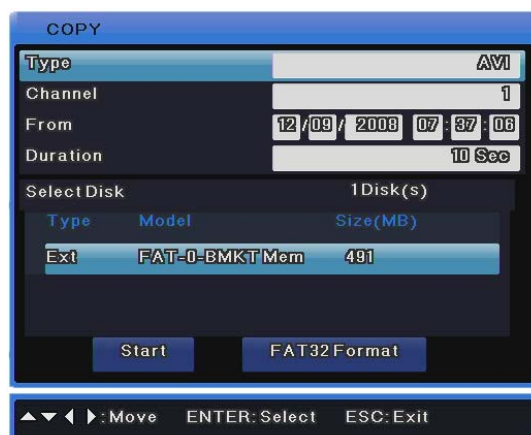 COPY
Type AVI
Channel 1
From 12/09/2008 07:37:06
Duration 10 Sec
Select Disk 1Disk(s)
Type Model Size(MB)
Ext FAT-0-BMKT Mem 491
Start FAT32 Format
▲▼◀▶:Move ENTER:Select ESC:Exit